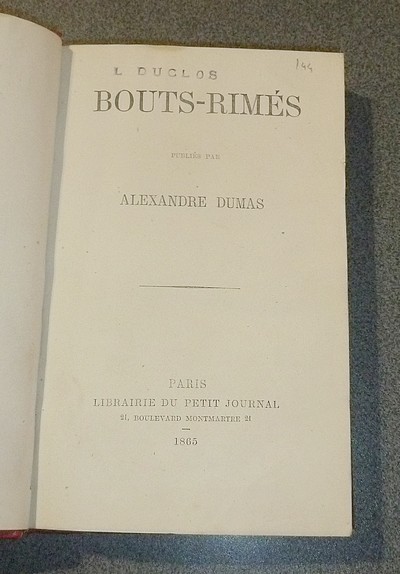 L DUCLOS
144
BOUTS-RIMÉS
PUBLIÉS PAR
ALEXANDRE DUMAS
PARIS
LIBRAIRIE DU PETIT JOURNAL
21, BOULEVARD MONTMARTRE 21
1865